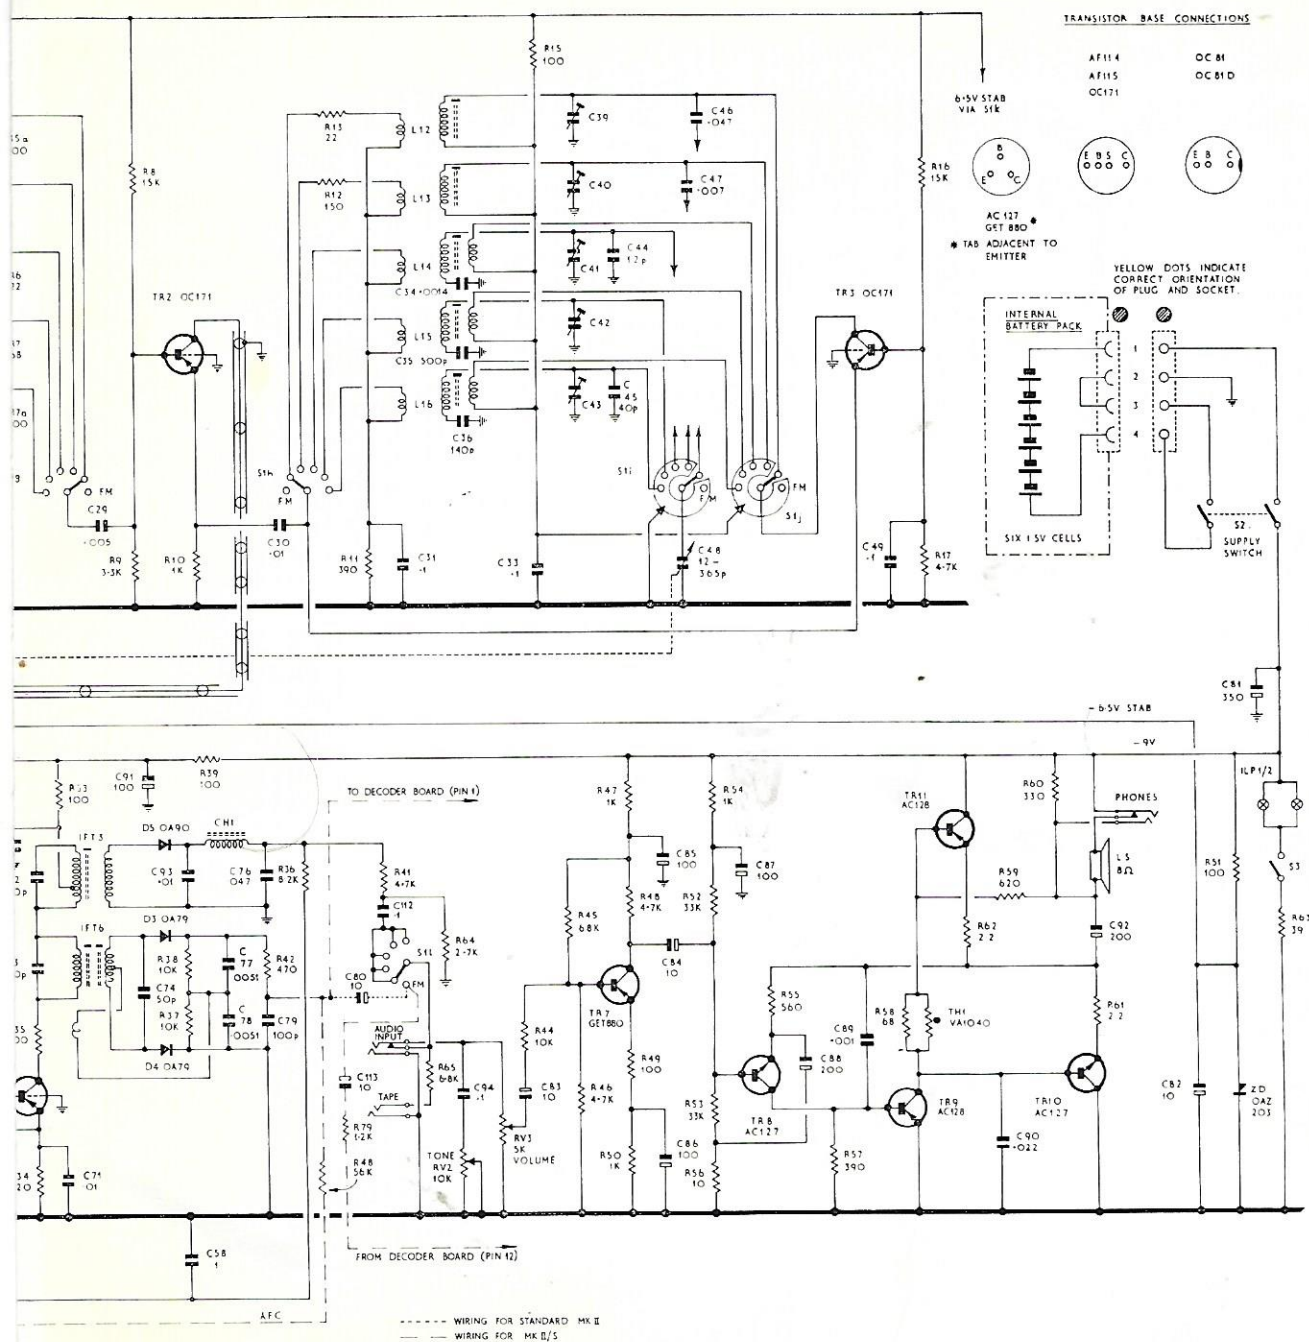 TRANSISTOR BASE CONNECTIONS
AF114
AF115
OC171
OC81
OC81D
6·5V STAB
VIA S1k
B
E
C
E B S C
E B C
AC 127
GET 880 *
* TAB ADJACENT TO
EMITTER
YELLOW DOTS INDICATE
CORRECT ORIENTATION
OF PLUG AND SOCKET.
INTERNAL
BATTERY PACK
1
2
3
4
SIX 1·5V CELLS
S2.
SUPPLY
SWITCH
R15
100
R8
15K
R13
22
R12
150
L12
L13
L14
L15
L16
C34 ·0014
C35 500p
C36
140p
C39
C40
C41
C42
C43
C46
·047
C47
·007
C44
12p
C
45
40p
R16
15K
TR2 OC171
TR3 OC171
FM
C29
·005
R9
3·3K
R10
1K
C30
·01
S1h
FM
R11
390
C31
·1
C33
·1
S1i
FM
S1j
FM
C48
12–
365p
C49
·1
R17
4·7K
C81
350
– 6·5V STAB
– 9V
C91
100
R39
100
R33
100
TO DECODER BOARD (PIN 1)
IFT3
D5 OA90
CH1
C93
·01
C76
·047
R36
8·2K
R41
4·7K
C112
·1
S1l
FM
R64
2·7K
IFT6
D3 OA79
R38
10K
C74
50p
R37
10K
D4 OA79
C
77
·0051
C
78
·0051
R42
470
C79
100p
C80
10
AUDIO
INPUT
TAPE
C113
10
R79
1·2K
R48
56K
R65
6·8K
C94
·1
TONE
RV2
10K
RV3
5K
VOLUME
R44
10K
C83
10
R47
1K
C85
100
R45
68K
R48
4·7K
TR7
GET880
R46
4·7K
R49
100
R50
1K
C86
100
R54
1K
C87
100
R52
33K
C84
10
R53
33K
R56
10
TR8
AC127
R55
560
C88
200
C89
·001
R57
390
TR11
AC128
R62
2·2
R58
68
TH1
VA1040
TR9
AC128
C90
·022
TR10
AC127
R59
620
R60
330
PHONES
LS
8Ω
C92
200
R61
2·2
C82
10
R51
100
ZD
OAZ
203
ILP1/2
S3
R63
39
C71
·01
C58
·1
FROM DECODER BOARD (PIN 12)
AFC
WIRING FOR STANDARD MK II
WIRING FOR MK II/S